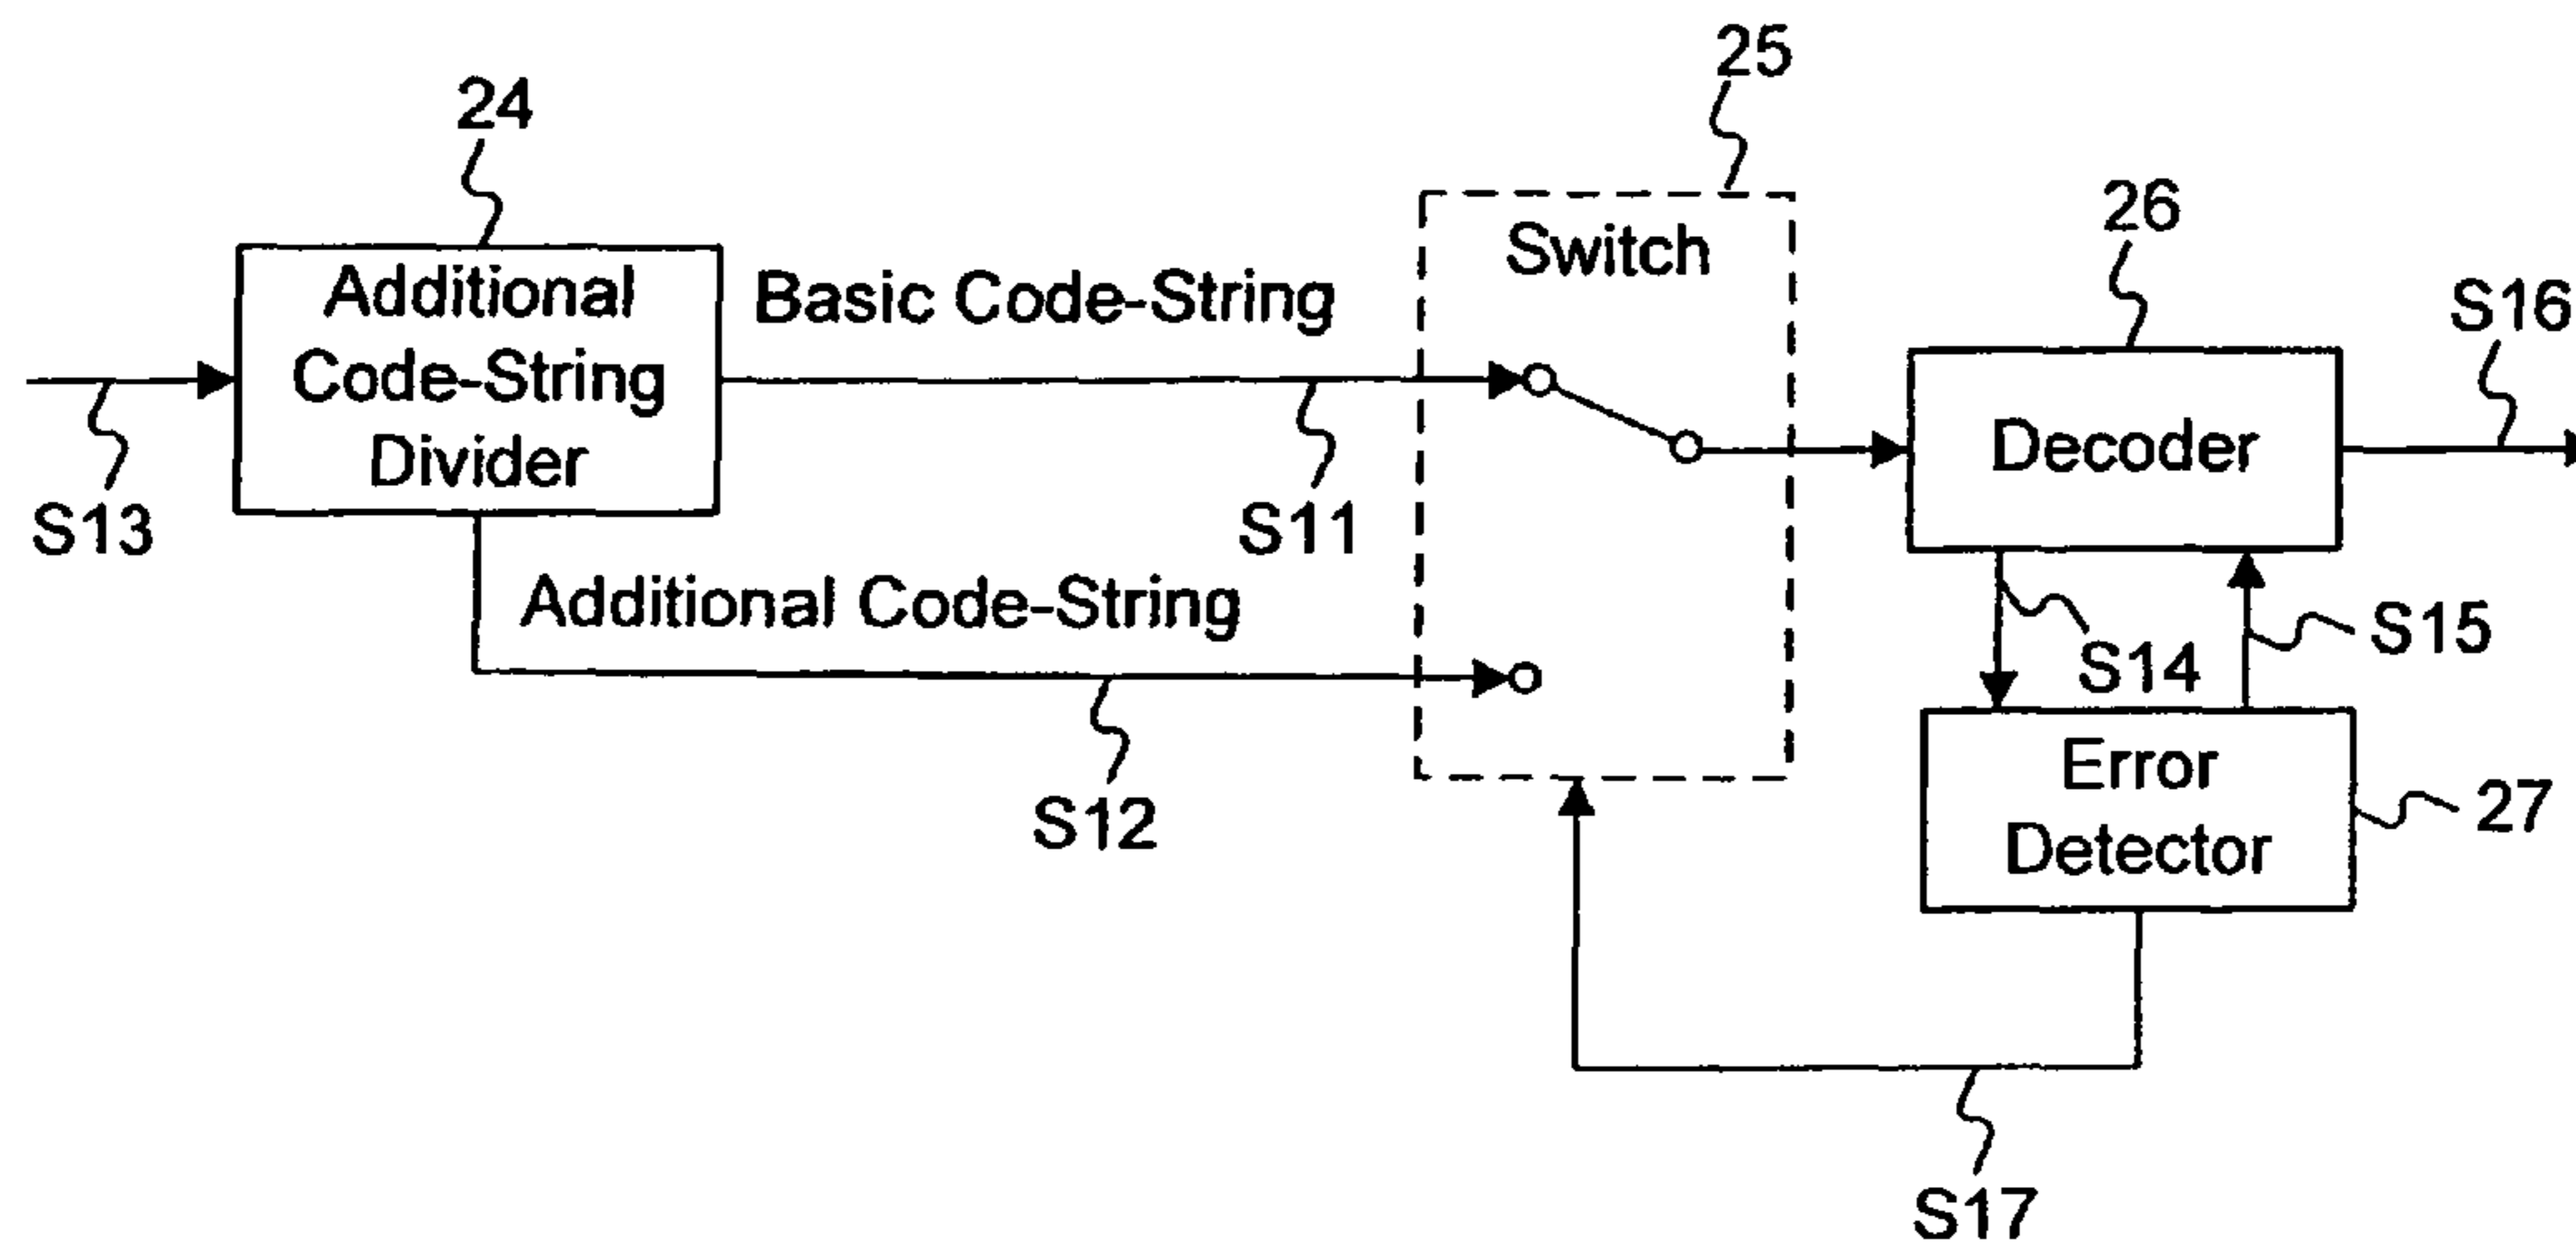 25
24
26
Switch
Additional
Code-String
Divider
Basic Code-String
S16
Decoder
S13
S11
Additional Code-String
S14
S15
S12
Error
Detector
27
S17